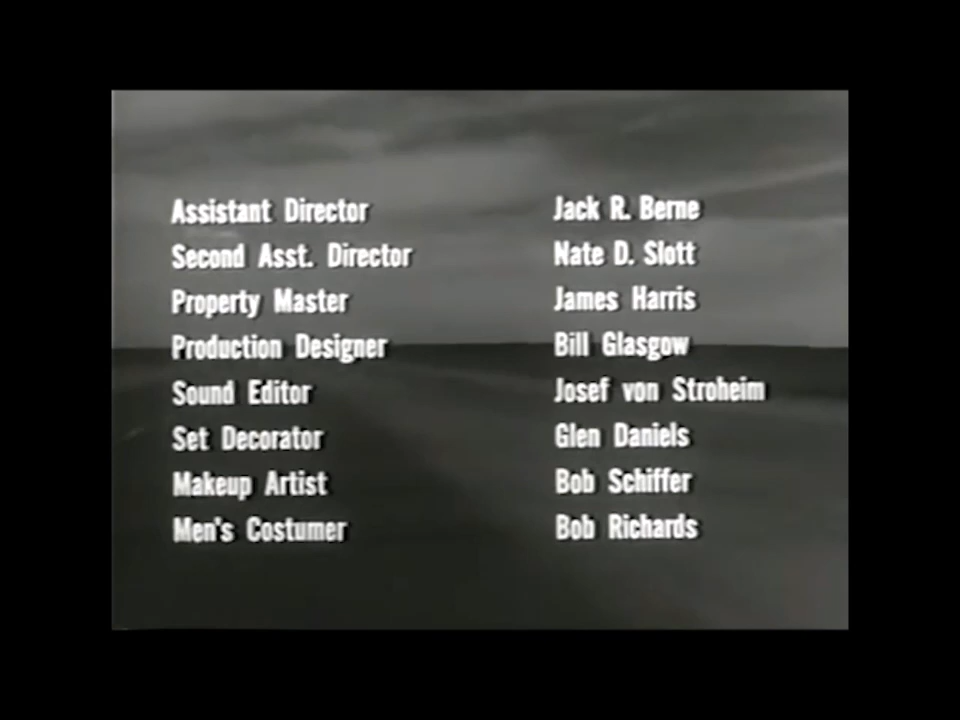 Assistant Director Jack R. Berne
Second Asst. Director Nate D. Slott
Property Master James Harris
Production Designer Bill Glasgow
Sound Editor Josef von Stroheim
Set Decorator Glen Daniels
Makeup Artist Bob Schiffer
Men's Costumer Bob Richards